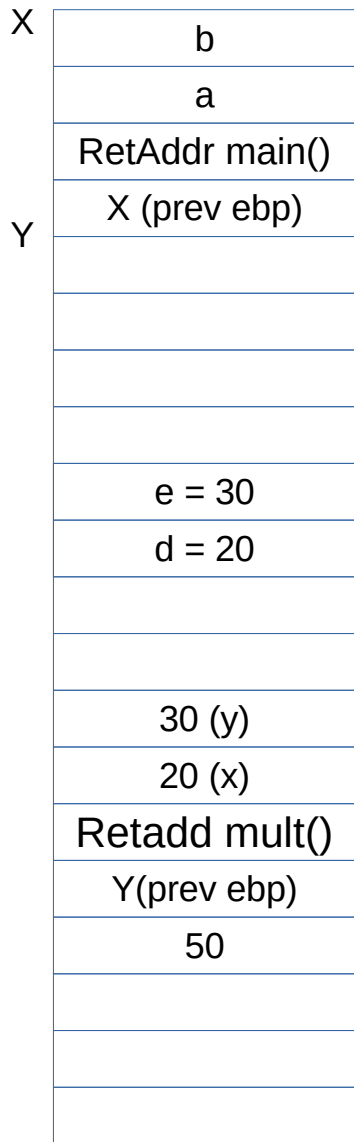 X
b
a
RetAddr main()
X (prev ebp)
Y
e = 30
d = 20
30 (y)
20 (x)
Retadd mult()
Y(prev ebp)
50